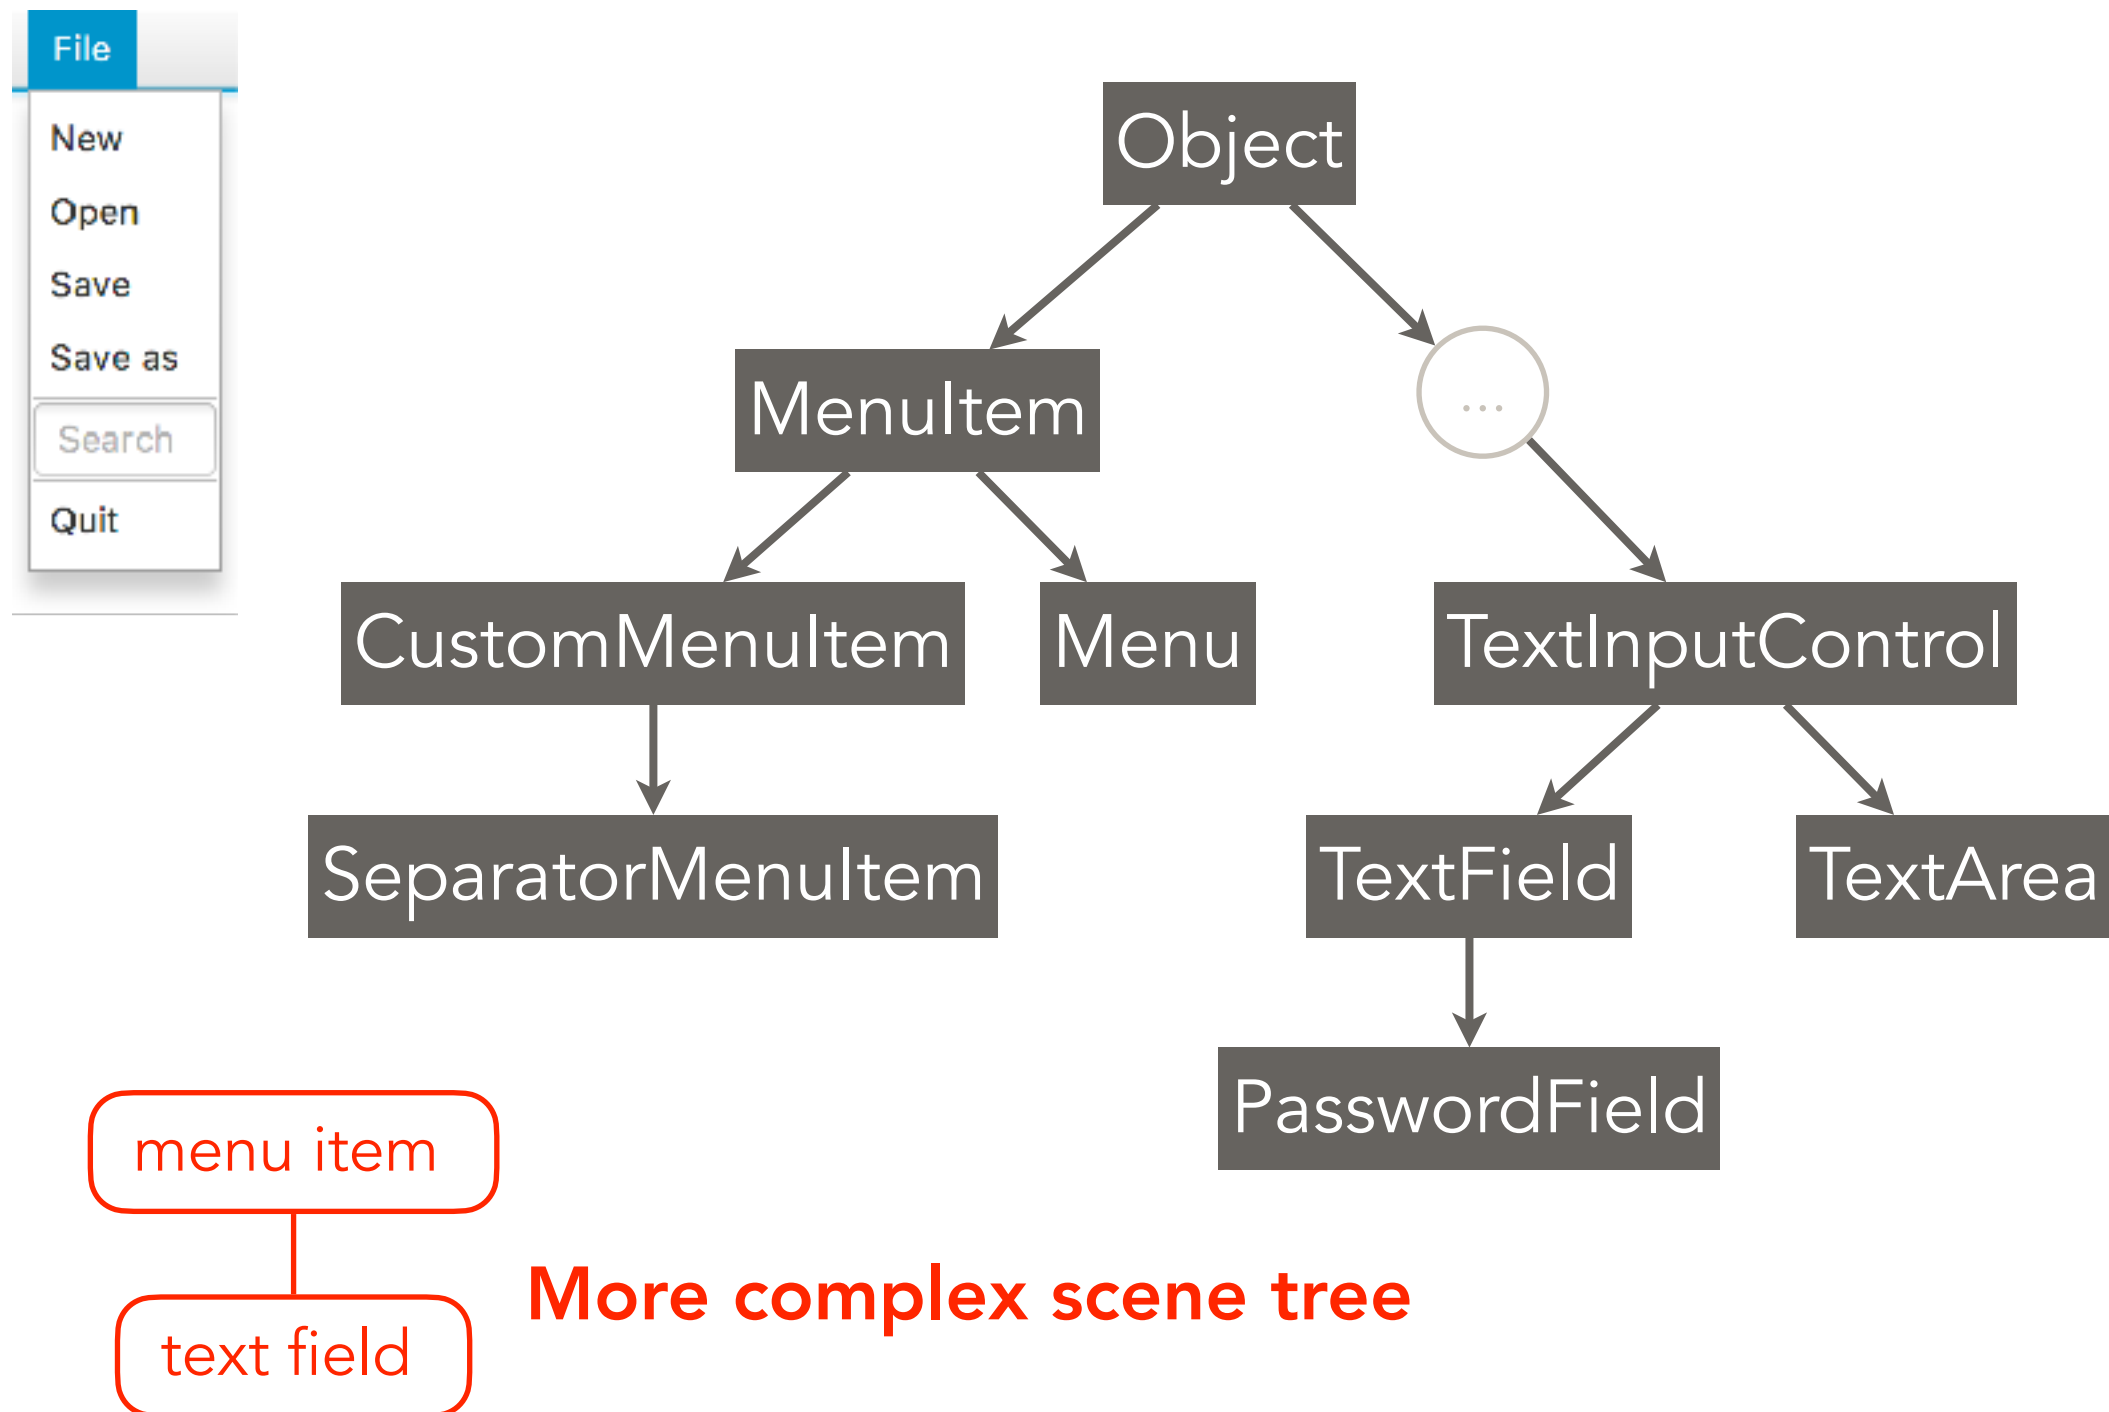 File
New
Open
Save
Save as
Search
Quit
Object
MenuItem
...
CustomMenuItem
Menu
TextInputControl
SeparatorMenuItem
TextField
TextArea
PasswordField
menu item
text field
More complex scene tree